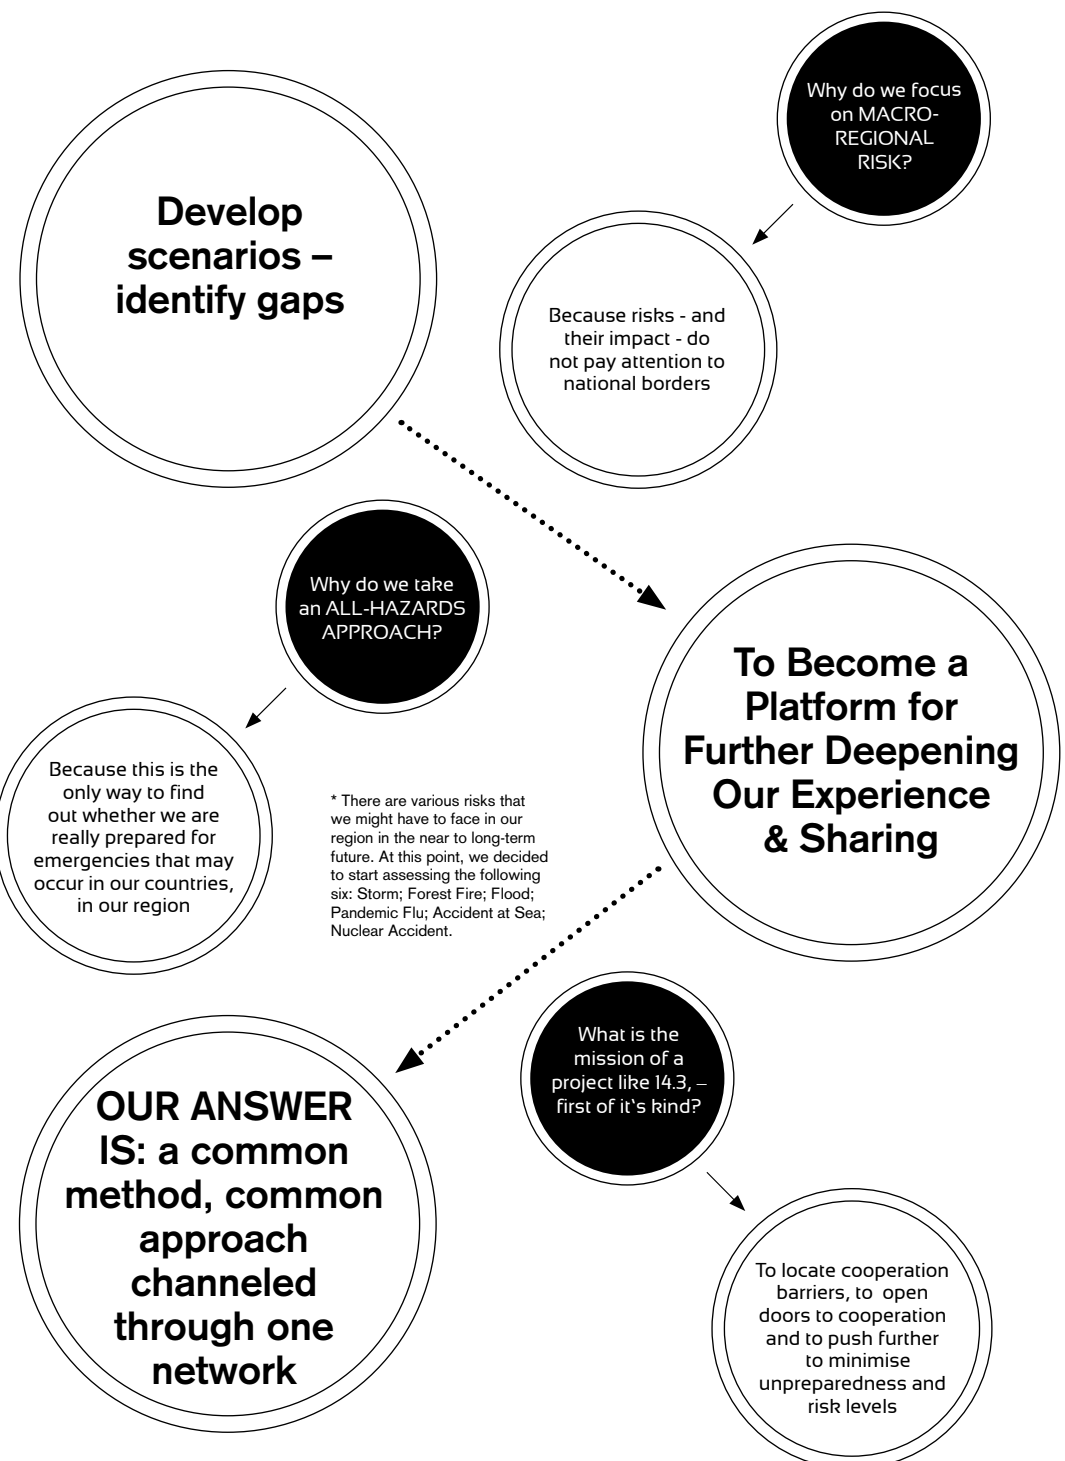 Why do we focus
on MACRO-
REGIONAL
RISK?
Develop
scenarios –
identify gaps
Because risks - and
their impact - do
not pay attention to
national borders
Why do we take
an ALL-HAZARDS
APPROACH?
To Become a
Platform for
Further Deepening
Our Experience
& Sharing
Because this is the
only way to find
out whether we are
really prepared for
emergencies that may
occur in our countries,
in our region
* There are various risks that
we might have to face in our
region in the near to long-term
future. At this point, we decided
to start assessing the following
six: Storm; Forest Fire; Flood;
Pandemic Flu; Accident at Sea;
Nuclear Accident.
What is the
mission of a
project like 14.3, –
first of it‘s kind?
OUR ANSWER
IS: a common
method, common
approach
channeled
through one
network
To locate cooperation
barriers, to  open
doors to cooperation
and to push further
to minimise
unpreparedness and
risk levels